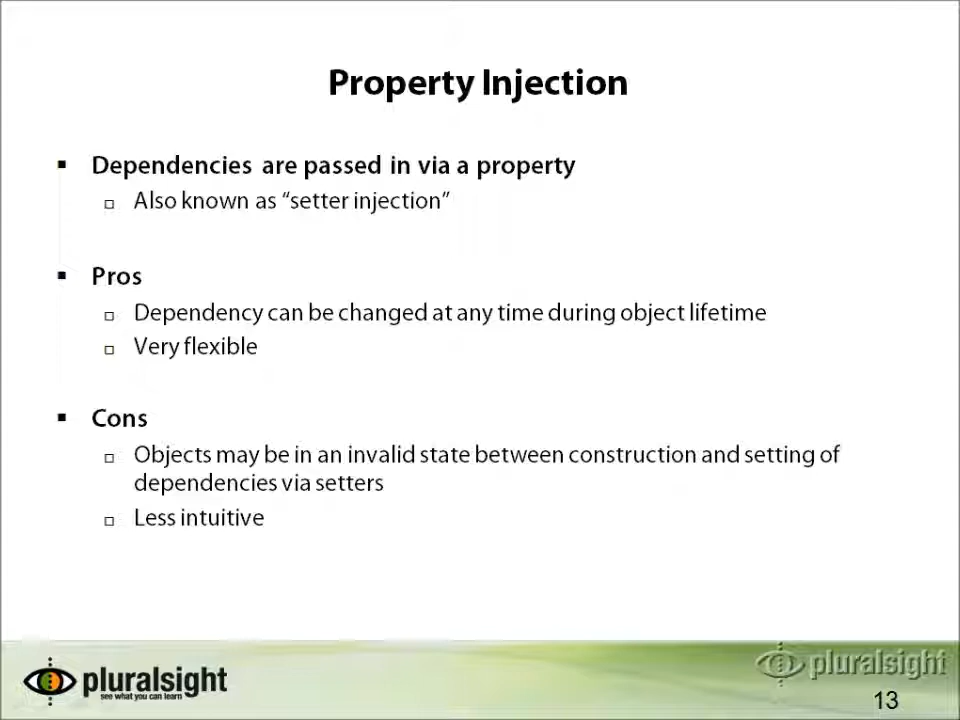 Property Injection
▪ Dependencies are passed in via a property
▫ Also known as “setter injection”
▪ Pros
▫ Dependency can be changed at any time during object lifetime
▫ Very flexible
▪ Cons
▫ Objects may be in an invalid state between construction and setting of
dependencies via setters
▫ Less intuitive
pluralsight
see what you can learn
pluralsight
13